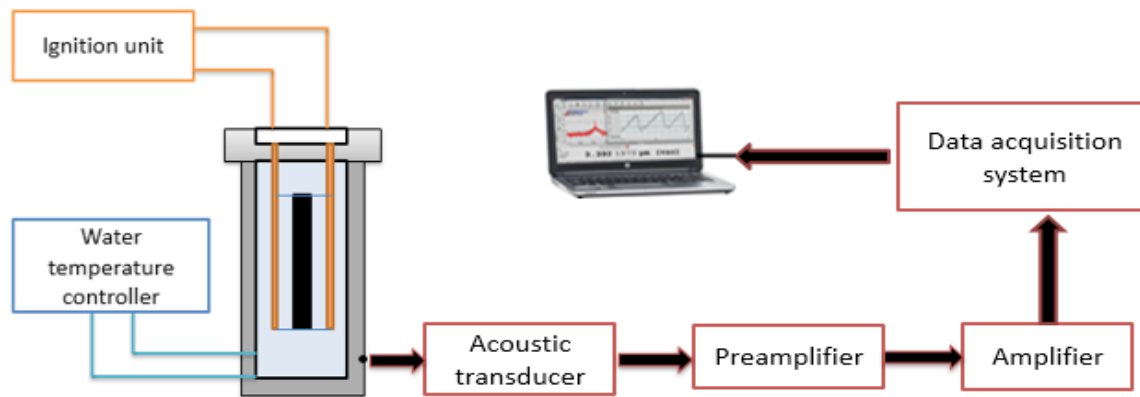 Ignition unit
Water
temperature
controller
Acoustic
transducer
Preamplifier
Amplifier
Data acquisition
system